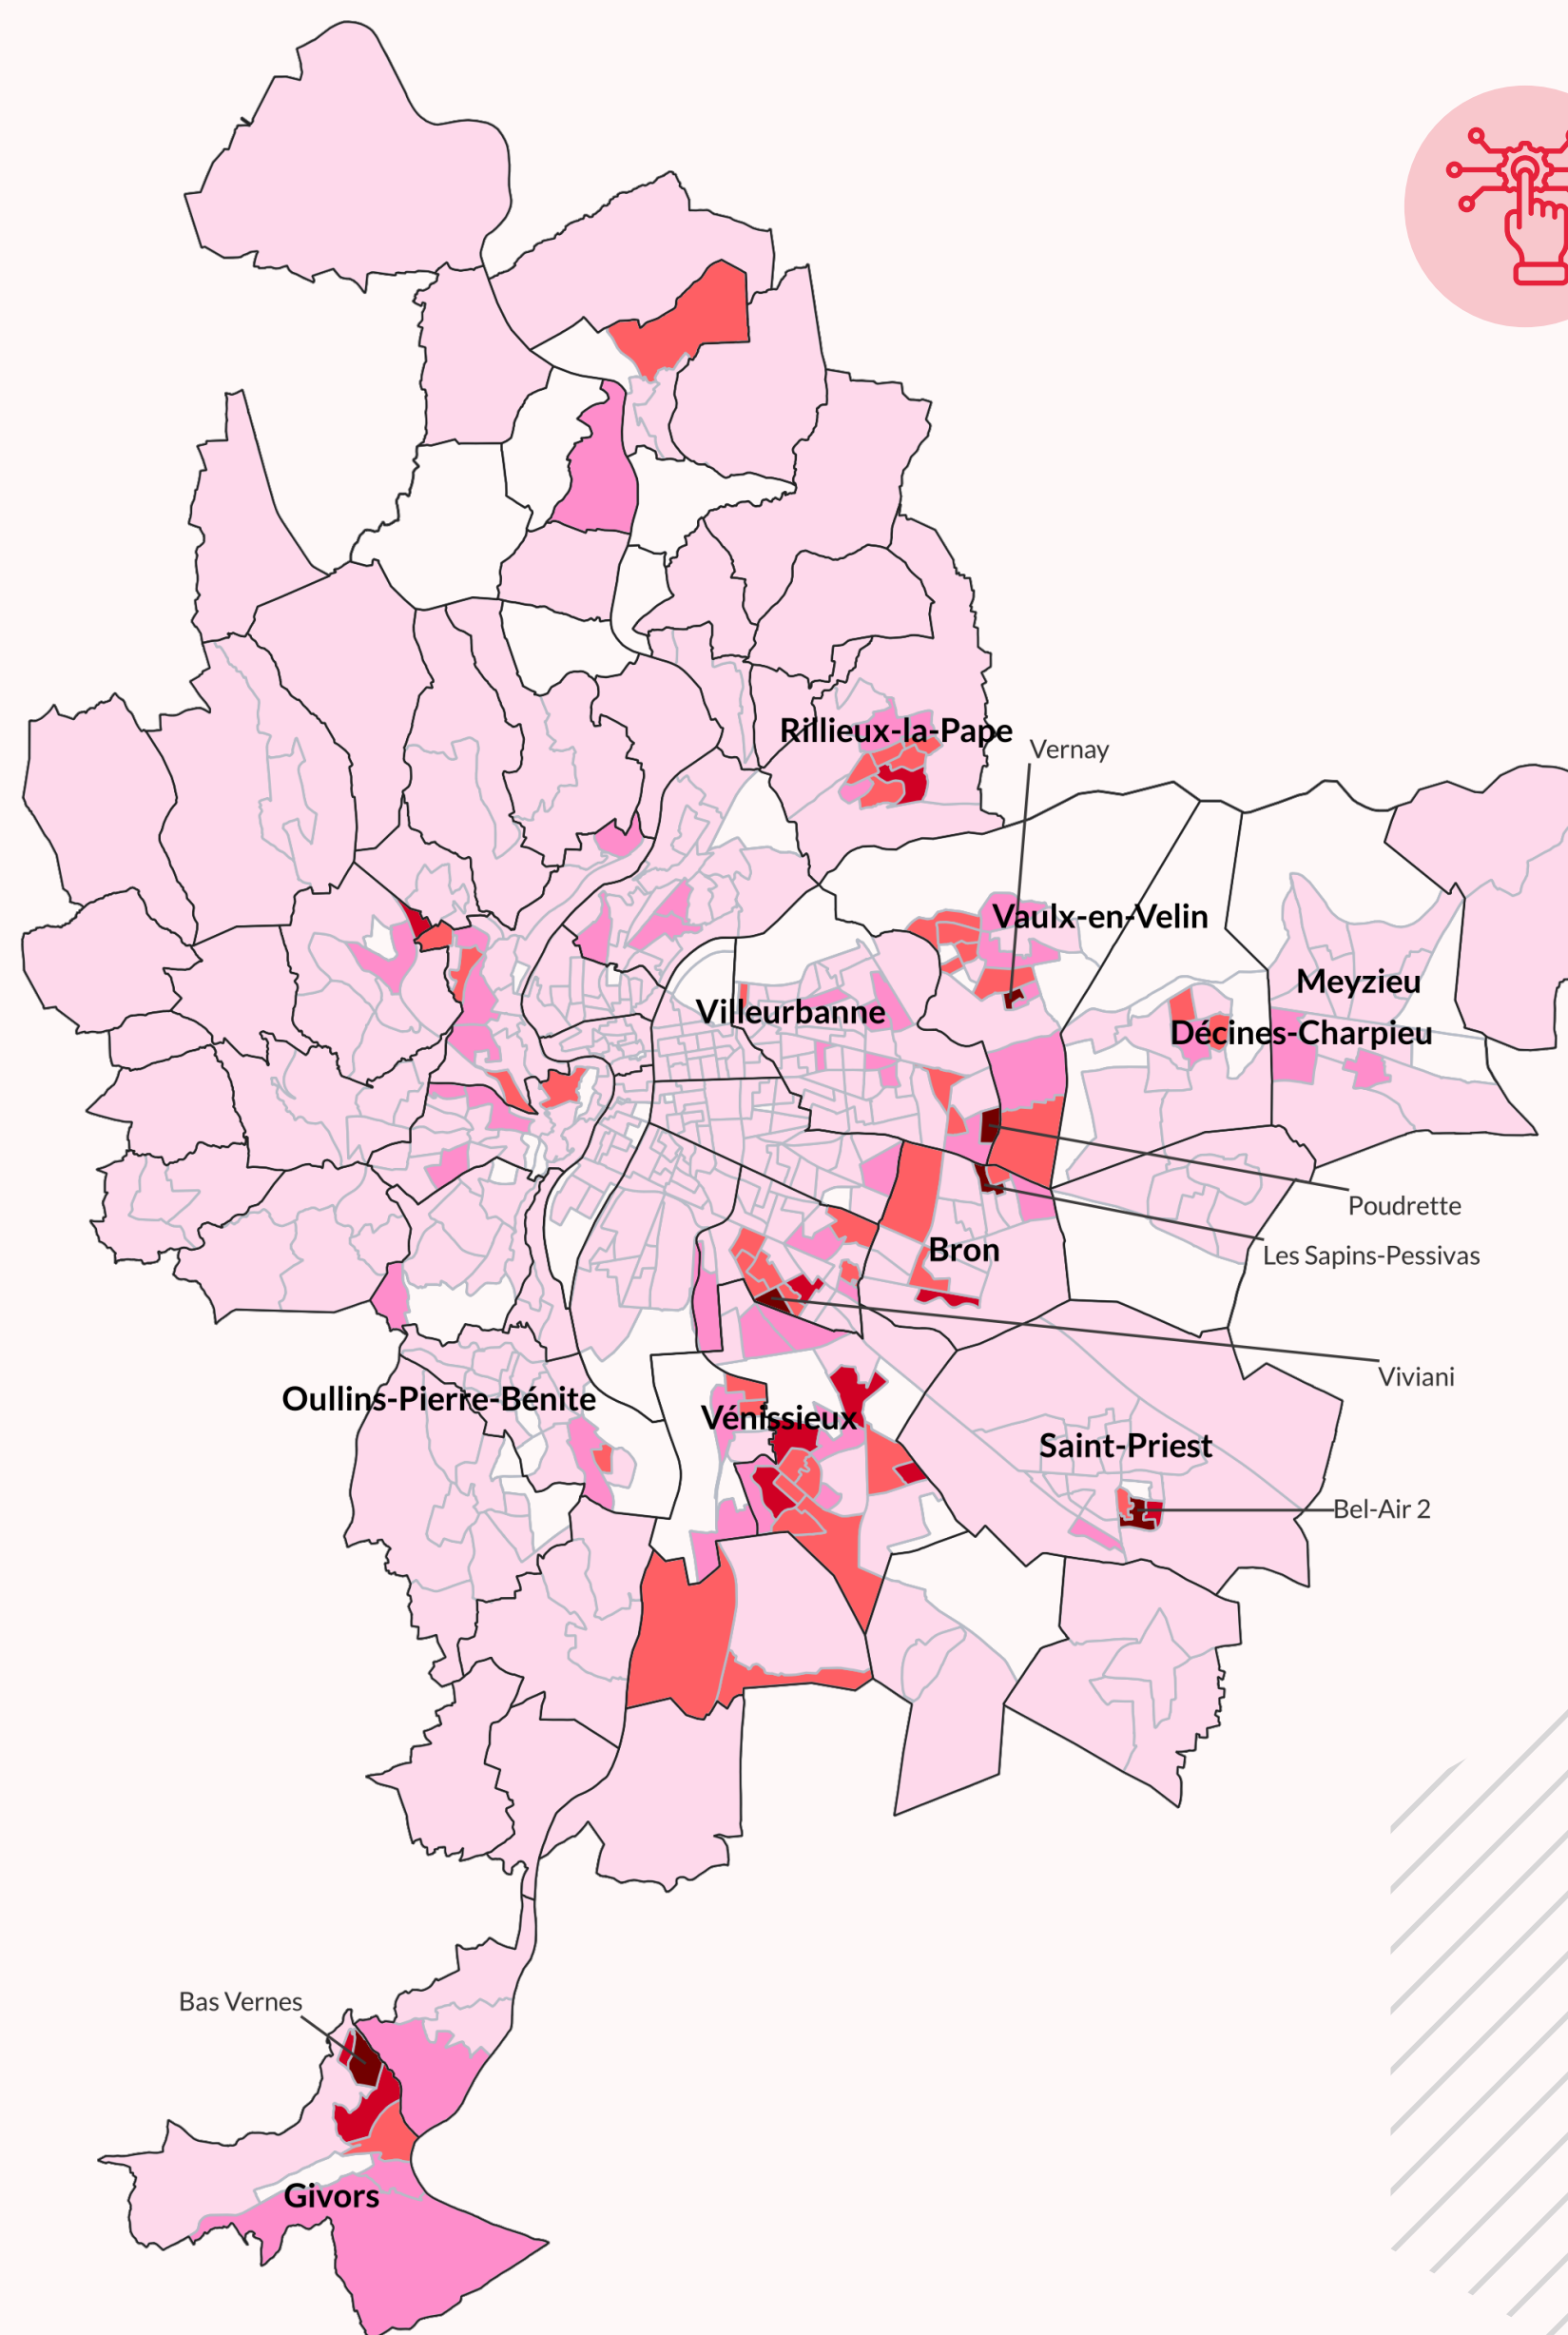 Rillieux-la-Pape
Vernay
Vaulx-en-Velin
Meyzieu
Villeurbanne
Décines-Charpieu
Poudrette
Bron
Les Sapins-Pessivas
Viviani
Oullins-Pierre-Bénite
Vénissieux
Saint-Priest
Bel-Air 2
Bas Vernes
Givors